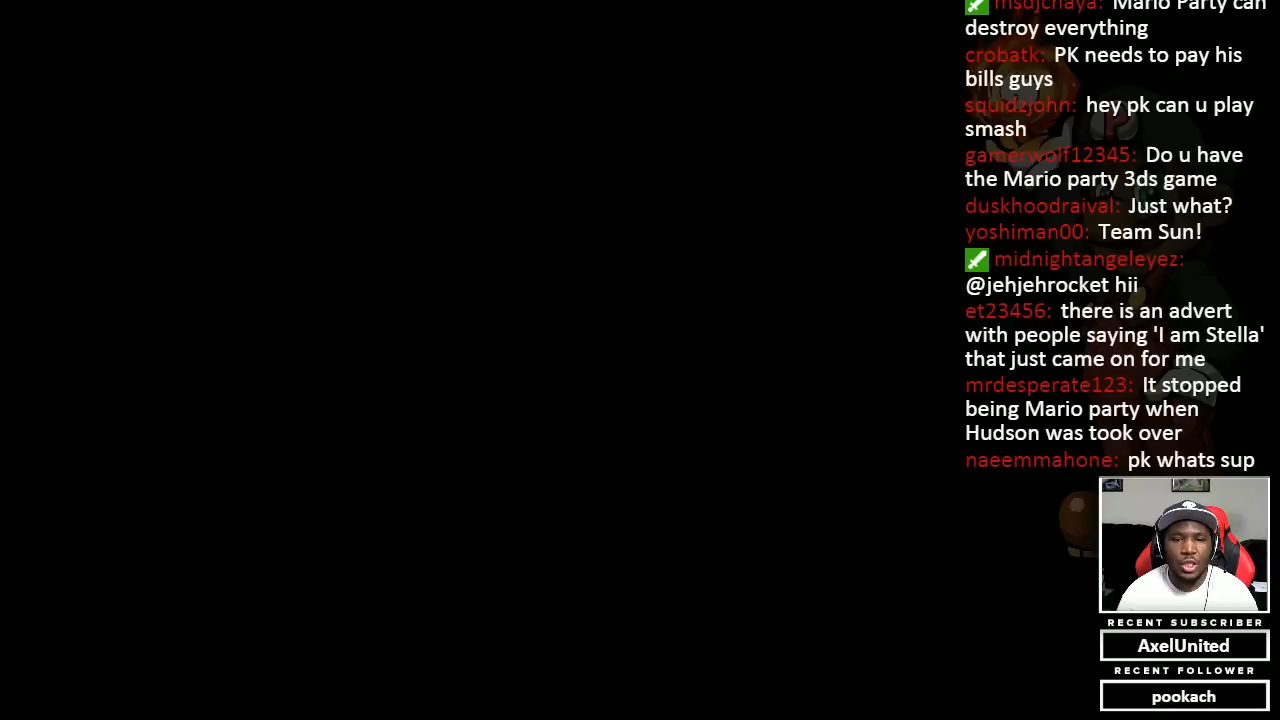 msdjchaya: Mario Party can
destroy everything
crobatk: PK needs to pay his
bills guys
squidzjohn: hey pk can u play
smash
gamerwolf12345: Do u have
the Mario party 3ds game
duskhoodraival: Just what?
yoshiman00: Team Sun!
midnightangeleyez:
@jehjehrocket hii
et23456: there is an advert
with people saying 'I am Stella'
that just came on for me
mrdesperate123: It stopped
being Mario party when
Hudson was took over
naeemmahone: pk whats sup
RECENT SUBSCRIBER
AxelUnited
RECENT FOLLOWER
pookach